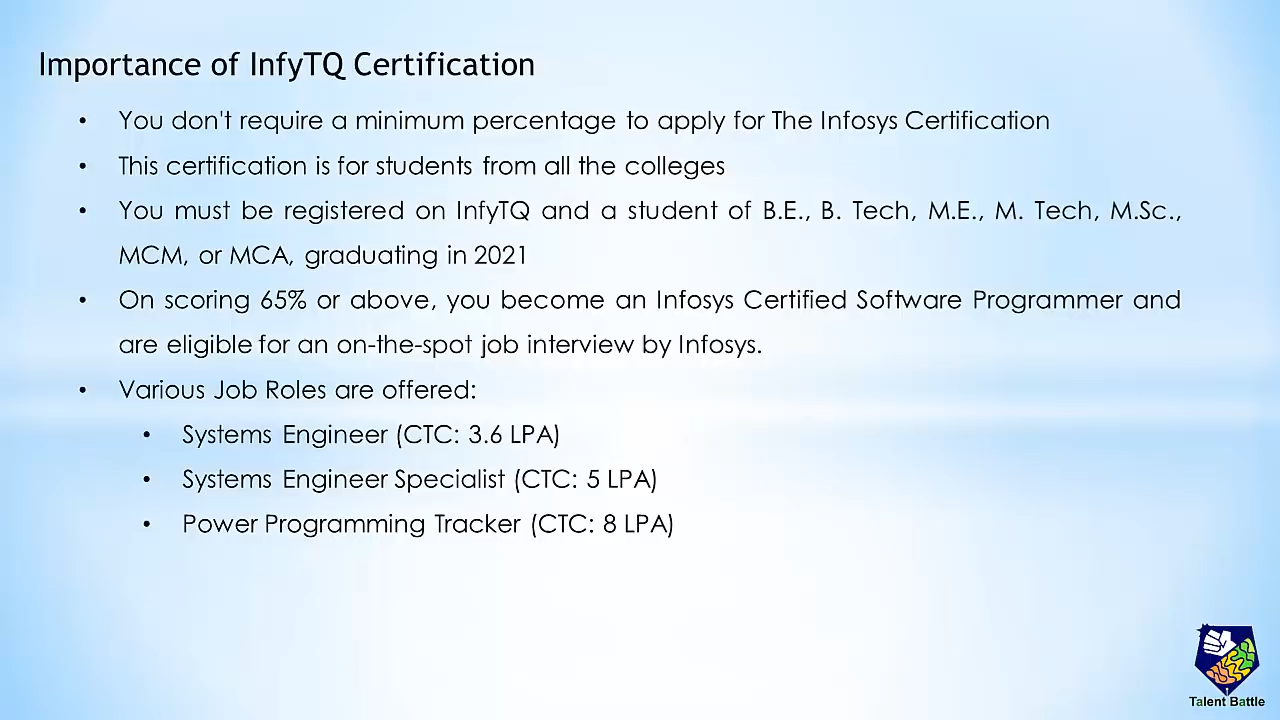 Importance of InfyTQ Certification
• You don't require a minimum percentage to apply for The Infosys Certification
• This certification is for students from all the colleges
• You must be registered on InfyTQ and a student of B.E., B. Tech, M.E., M. Tech, M.Sc.,
MCM, or MCA, graduating in 2021
• On scoring 65% or above, you become an Infosys Certified Software Programmer and
are eligible for an on-the-spot job interview by Infosys.
• Various Job Roles are offered:
• Systems Engineer (CTC: 3.6 LPA)
• Systems Engineer Specialist (CTC: 5 LPA)
• Power Programming Tracker (CTC: 8 LPA)
Talent Battle